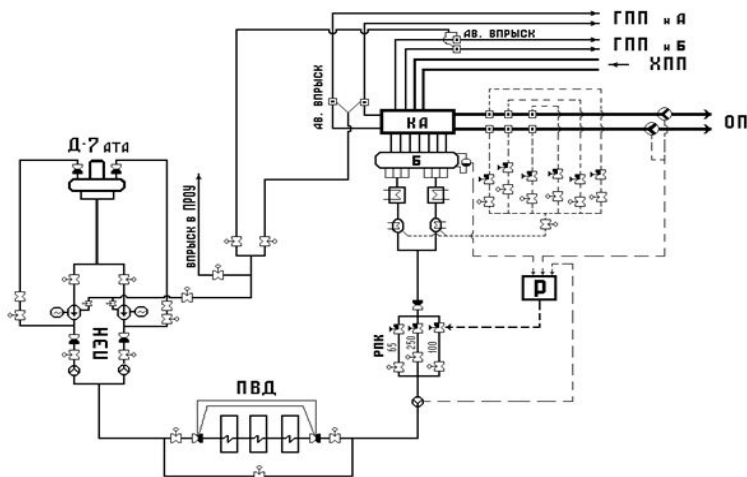 ГПП н А
АВ. ВПРЫСК
ГПП н Б
ХПП
АВ. ВПРЫСК
КА
ОП
Д-7 АТА
Б
ВПРЫСК В ПРОУ
Р
ПЭН
РПК
65
250
100
ПВД